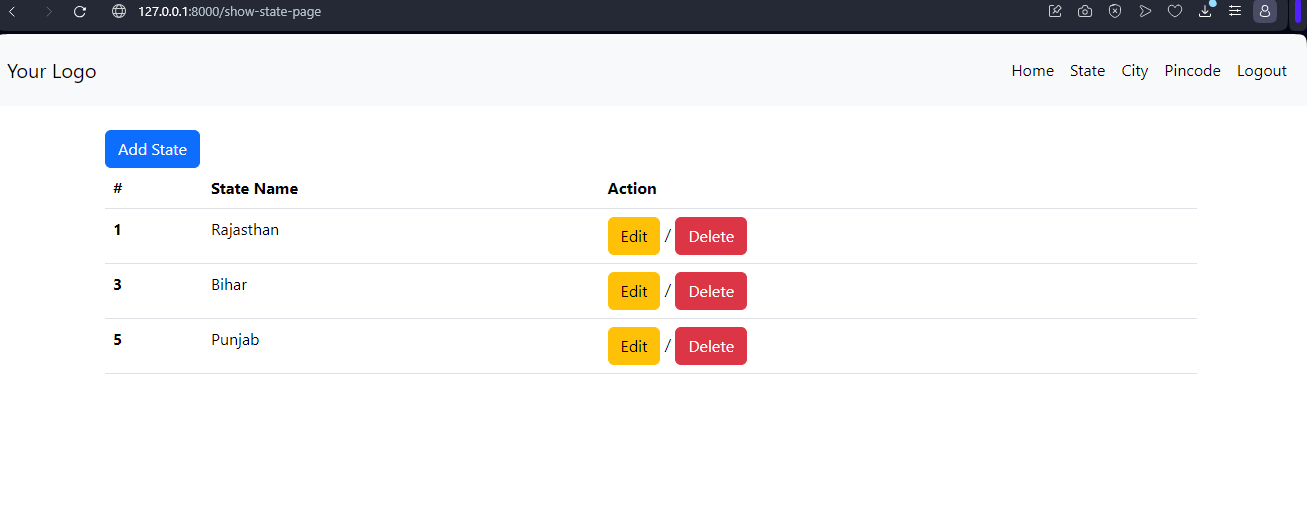 127.0.0.1:8000/show-state-page
Your Logo Home State City Pincode Logout
Add State
# State Name Action
1 Rajasthan Edit / Delete
3 Bihar Edit / Delete
5 Punjab Edit / Delete